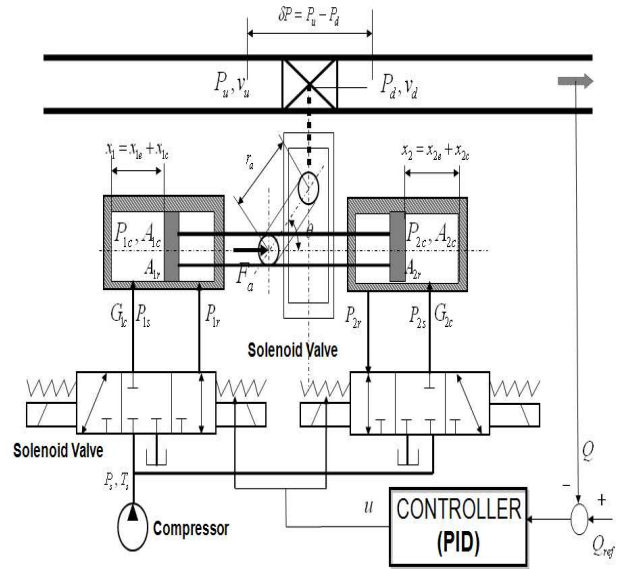 δP = P_u − P_d
P_u, v_u
P_d, v_d
x_1 = x_1e + x_1c
r_a
x_2 = x_2e + x_2c
θ
P_1c, A_1c
P_2c, A_2c
A_1r
F_a
A_2r
G_1c P_1s P_1r
P_2r P_2s G_2c
Solenoid Valve
Solenoid Valve
P_s, T_s
Compressor
u
CONTROLLER
(PID)
Q
−
+
Q_ref